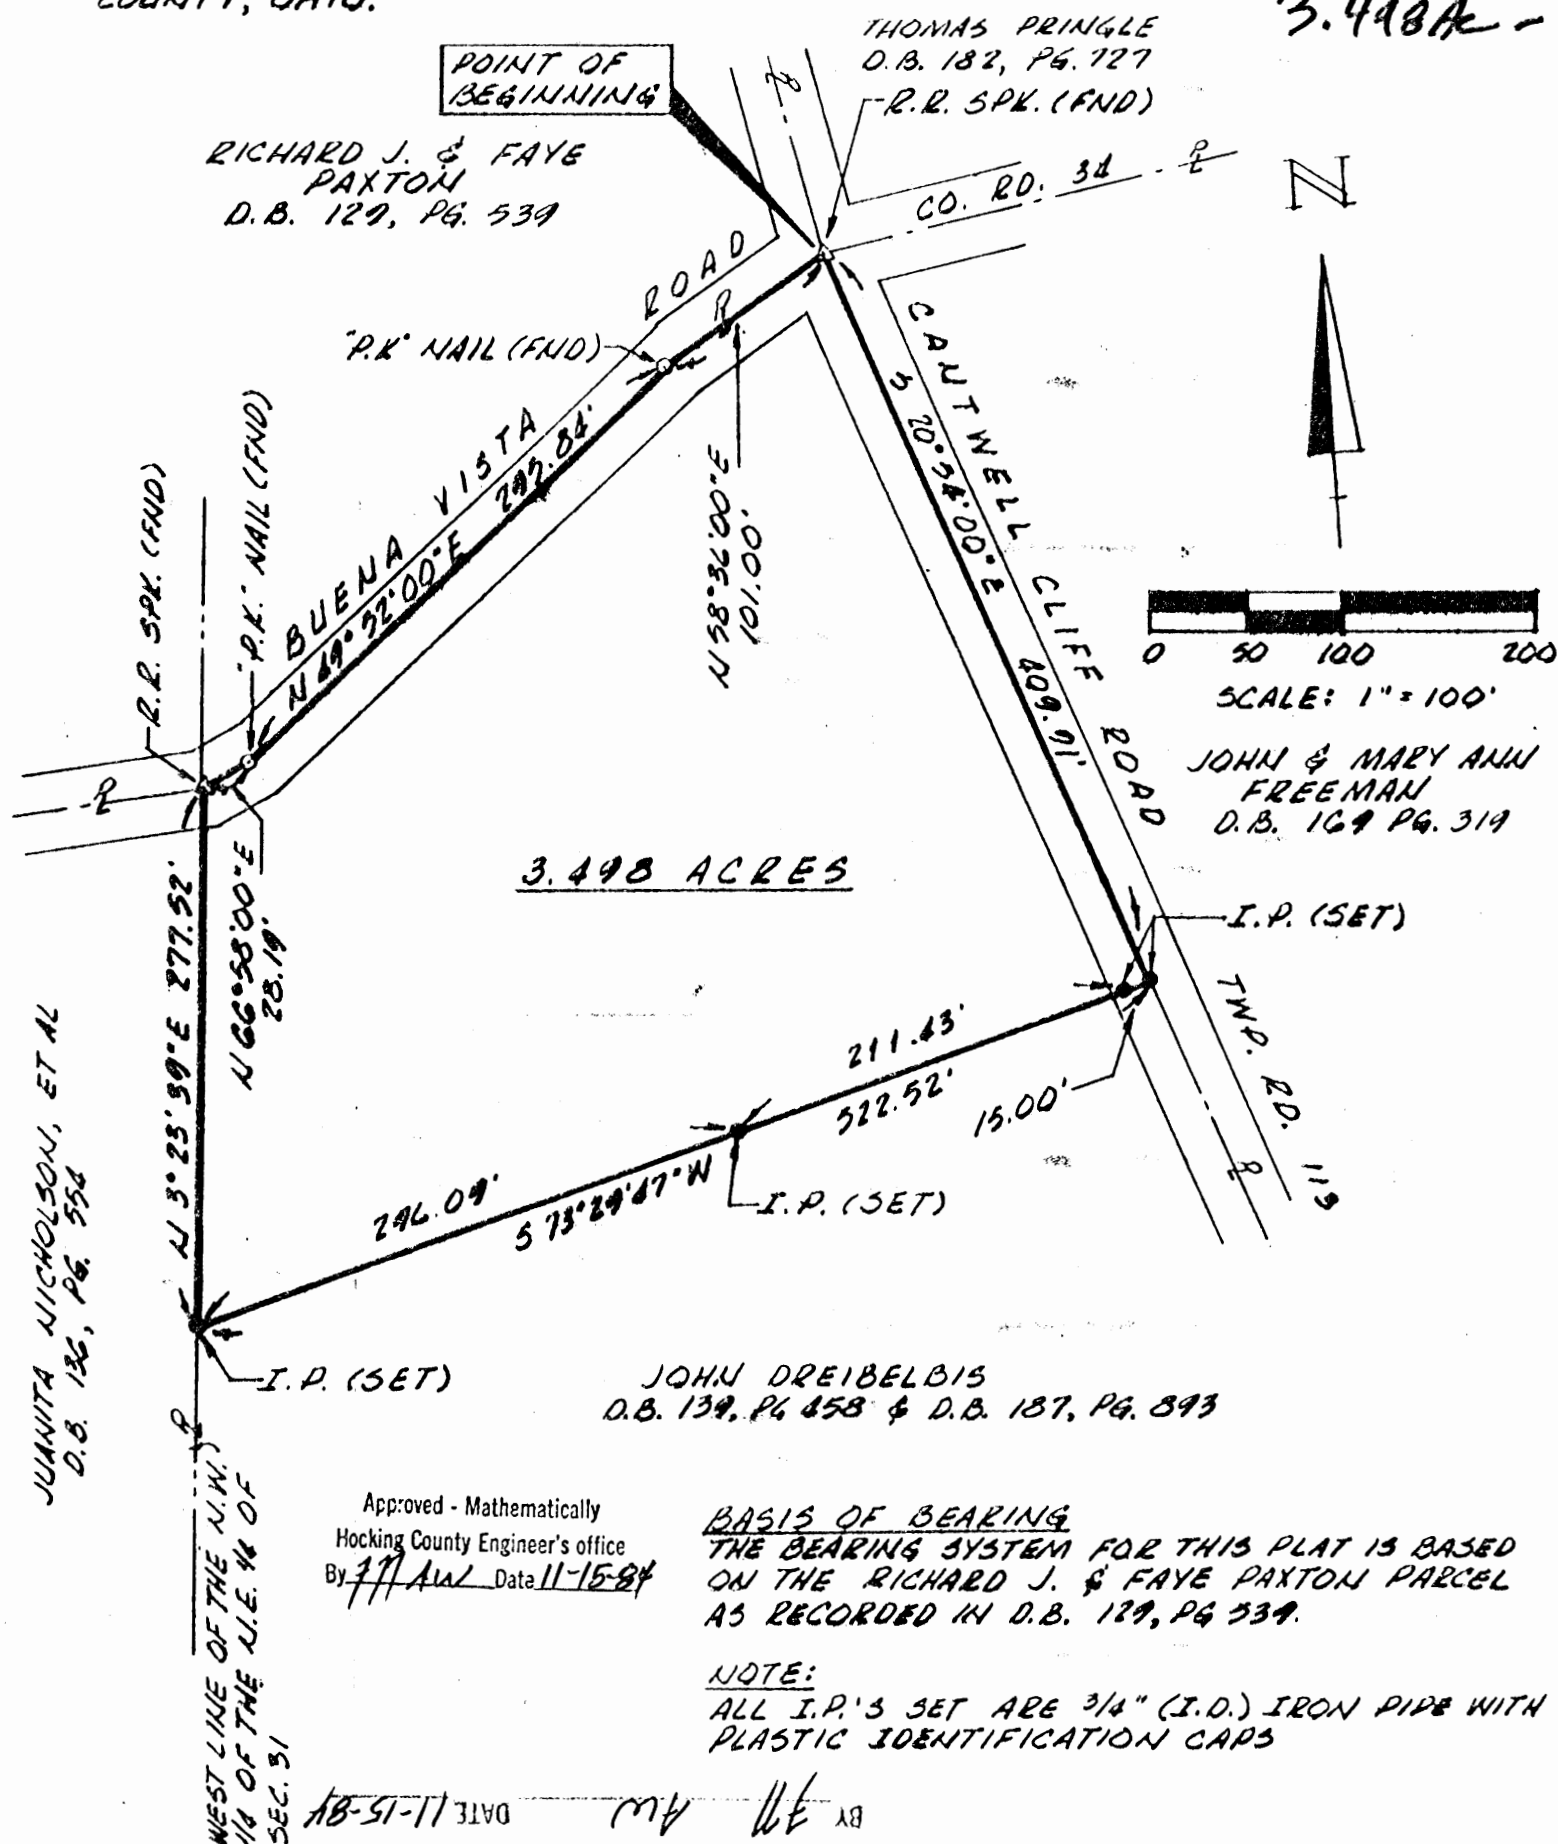 COUNTY, OHIO.
3.498 Ac -
THOMAS PRINGLE
D.B. 182, PG. 727
R.R. SPK. (FND)
POINT OF
BEGINNING
RICHARD J. & FAYE
PAXTON
D.B. 129, PG. 539
CO. RD. 34
N
BUENA VISTA ROAD
"P.K" NAIL (FND)
N 49° 32' 00" E 295.84'
N 58° 36' 00" E
101.00'
CANTWELL CLIFF ROAD
TWP. RD. 119
S 20° 34' 00" E 409.91'
0 50 100 200
SCALE: 1" = 100'
JOHN & MARY ANN
FREEMAN
D.B. 169 PG. 319
R.R. SPK. (FND)
"P.K." NAIL (FND)
N 66° 58' 00" E
28.19'
N 3° 23' 39" E 277.52'
3.498 ACRES
I.P. (SET)
211.43'
522.52'
15.00'
296.09'
S 73° 29' 47" W
I.P. (SET)
I.P. (SET)
JUANITA NICHOLSON, ET AL
D.B. 136, PG. 554
JOHN DREIBELBIS
D.B. 139, PG 458 & D.B. 187, PG. 893
WEST LINE OF THE N.W.
1/4 OF THE N.E. 1/4 OF
SEC. 31
Approved - Mathematically
Hocking County Engineer's office
By Data 11-15-84
BASIS OF BEARING
THE BEARING SYSTEM FOR THIS PLAT IS BASED
ON THE RICHARD J. & FAYE PAXTON PARCEL
AS RECORDED IN D.B. 129, PG 539.
NOTE:
ALL I.P.'S SET ARE 3/4" (I.D.) IRON PIPE WITH
PLASTIC IDENTIFICATION CAPS
BY DATE 11-15-84